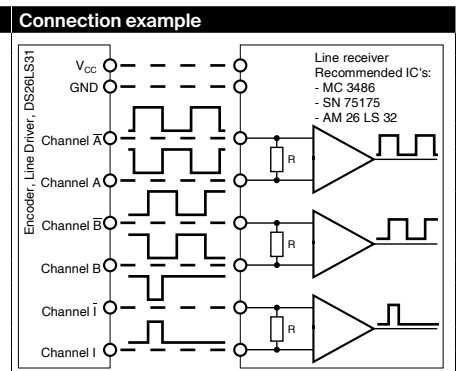 Connection example
Encoder, Line Driver, DS26LS31
V_CC
GND
Channel A̅
Channel A
Channel B̅
Channel B
Channel I̅
Channel I
Line receiver
Recommended IC's:
- MC 3486
- SN 75175
- AM 26 LS 32
R
R
R